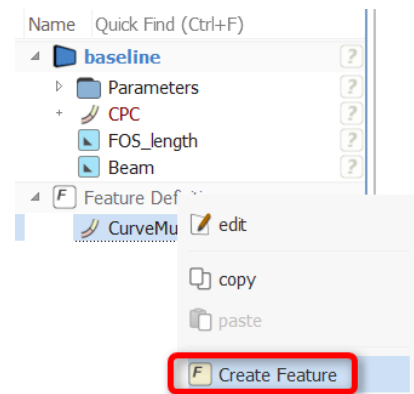 Name Quick Find (Ctrl+F)
baseline ?
Parameters ?
CPC ?
FOS_length ?
Beam ?
F Feature Def
CurveMu
edit
copy
paste
F Create Feature